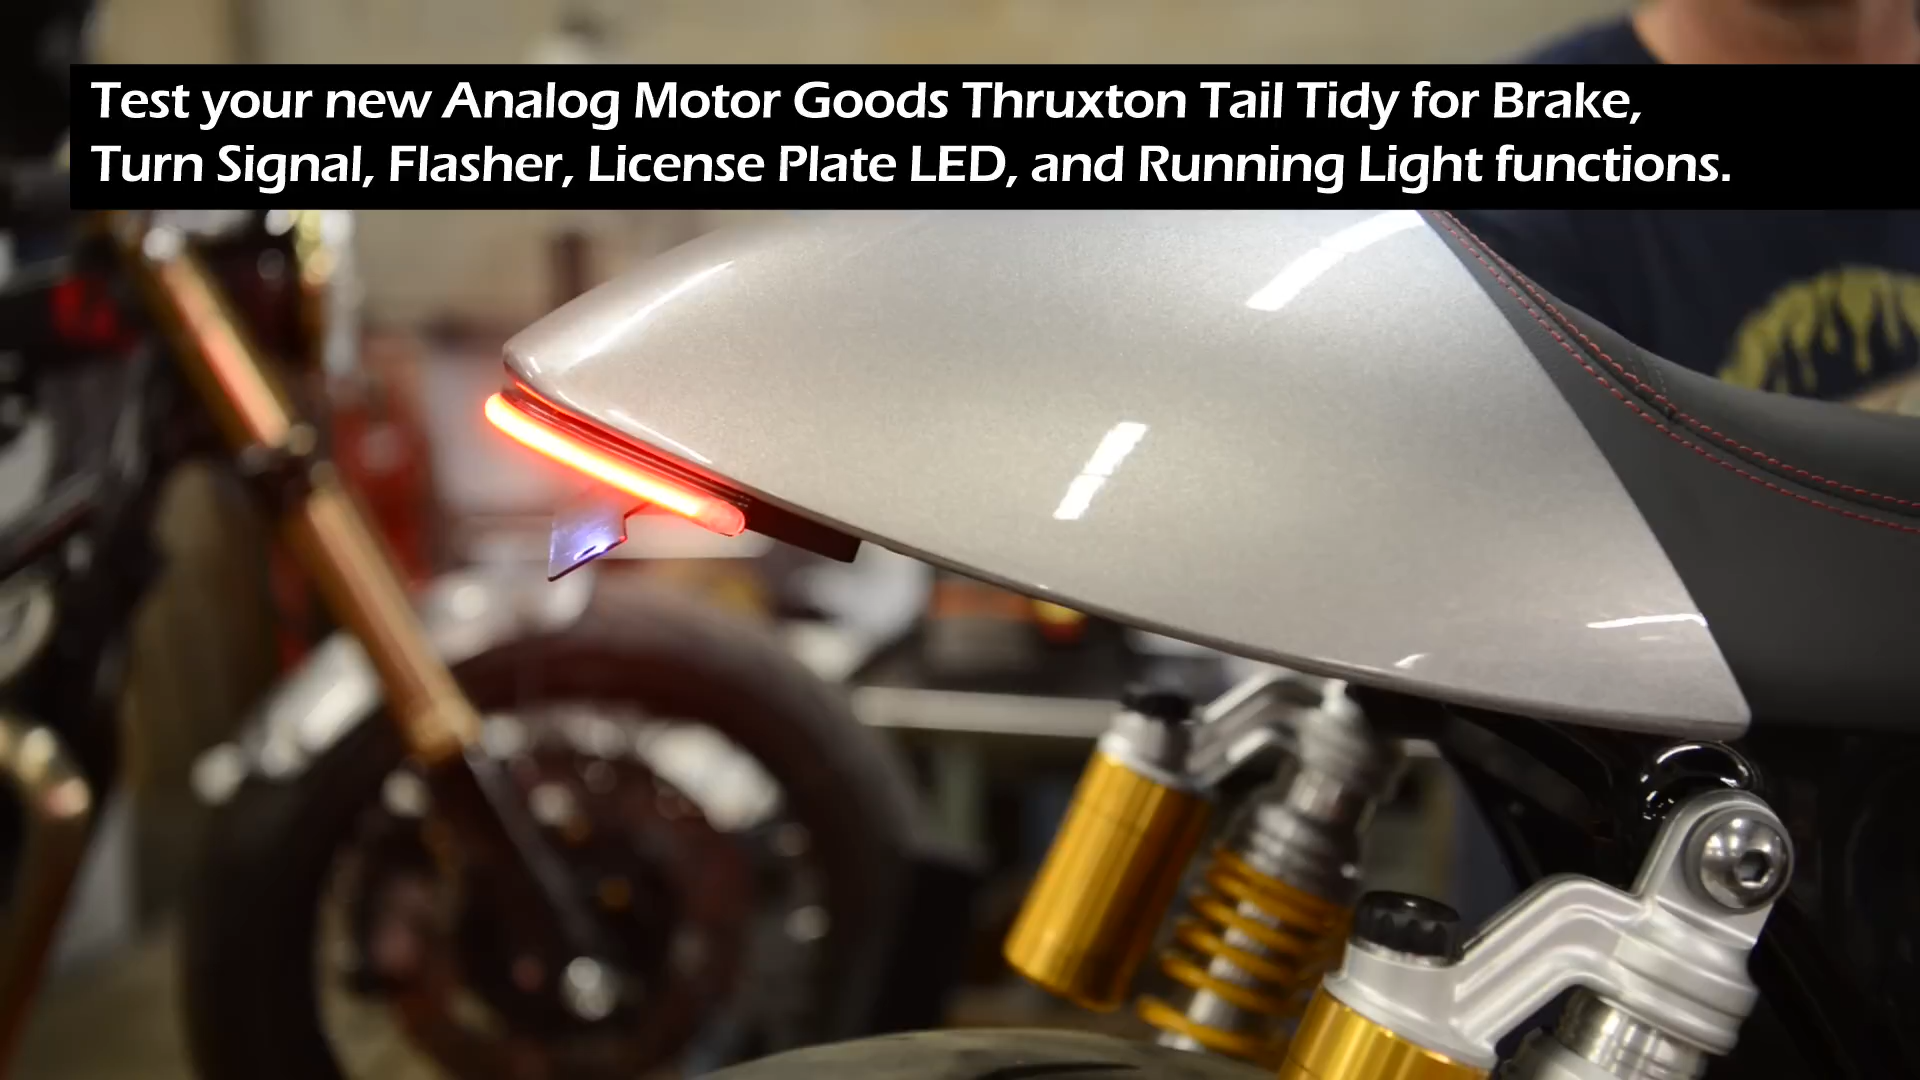 Test your new Analog Motor Goods Thruxton Tail Tidy for Brake,
Turn Signal, Flasher, License Plate LED, and Running Light functions.